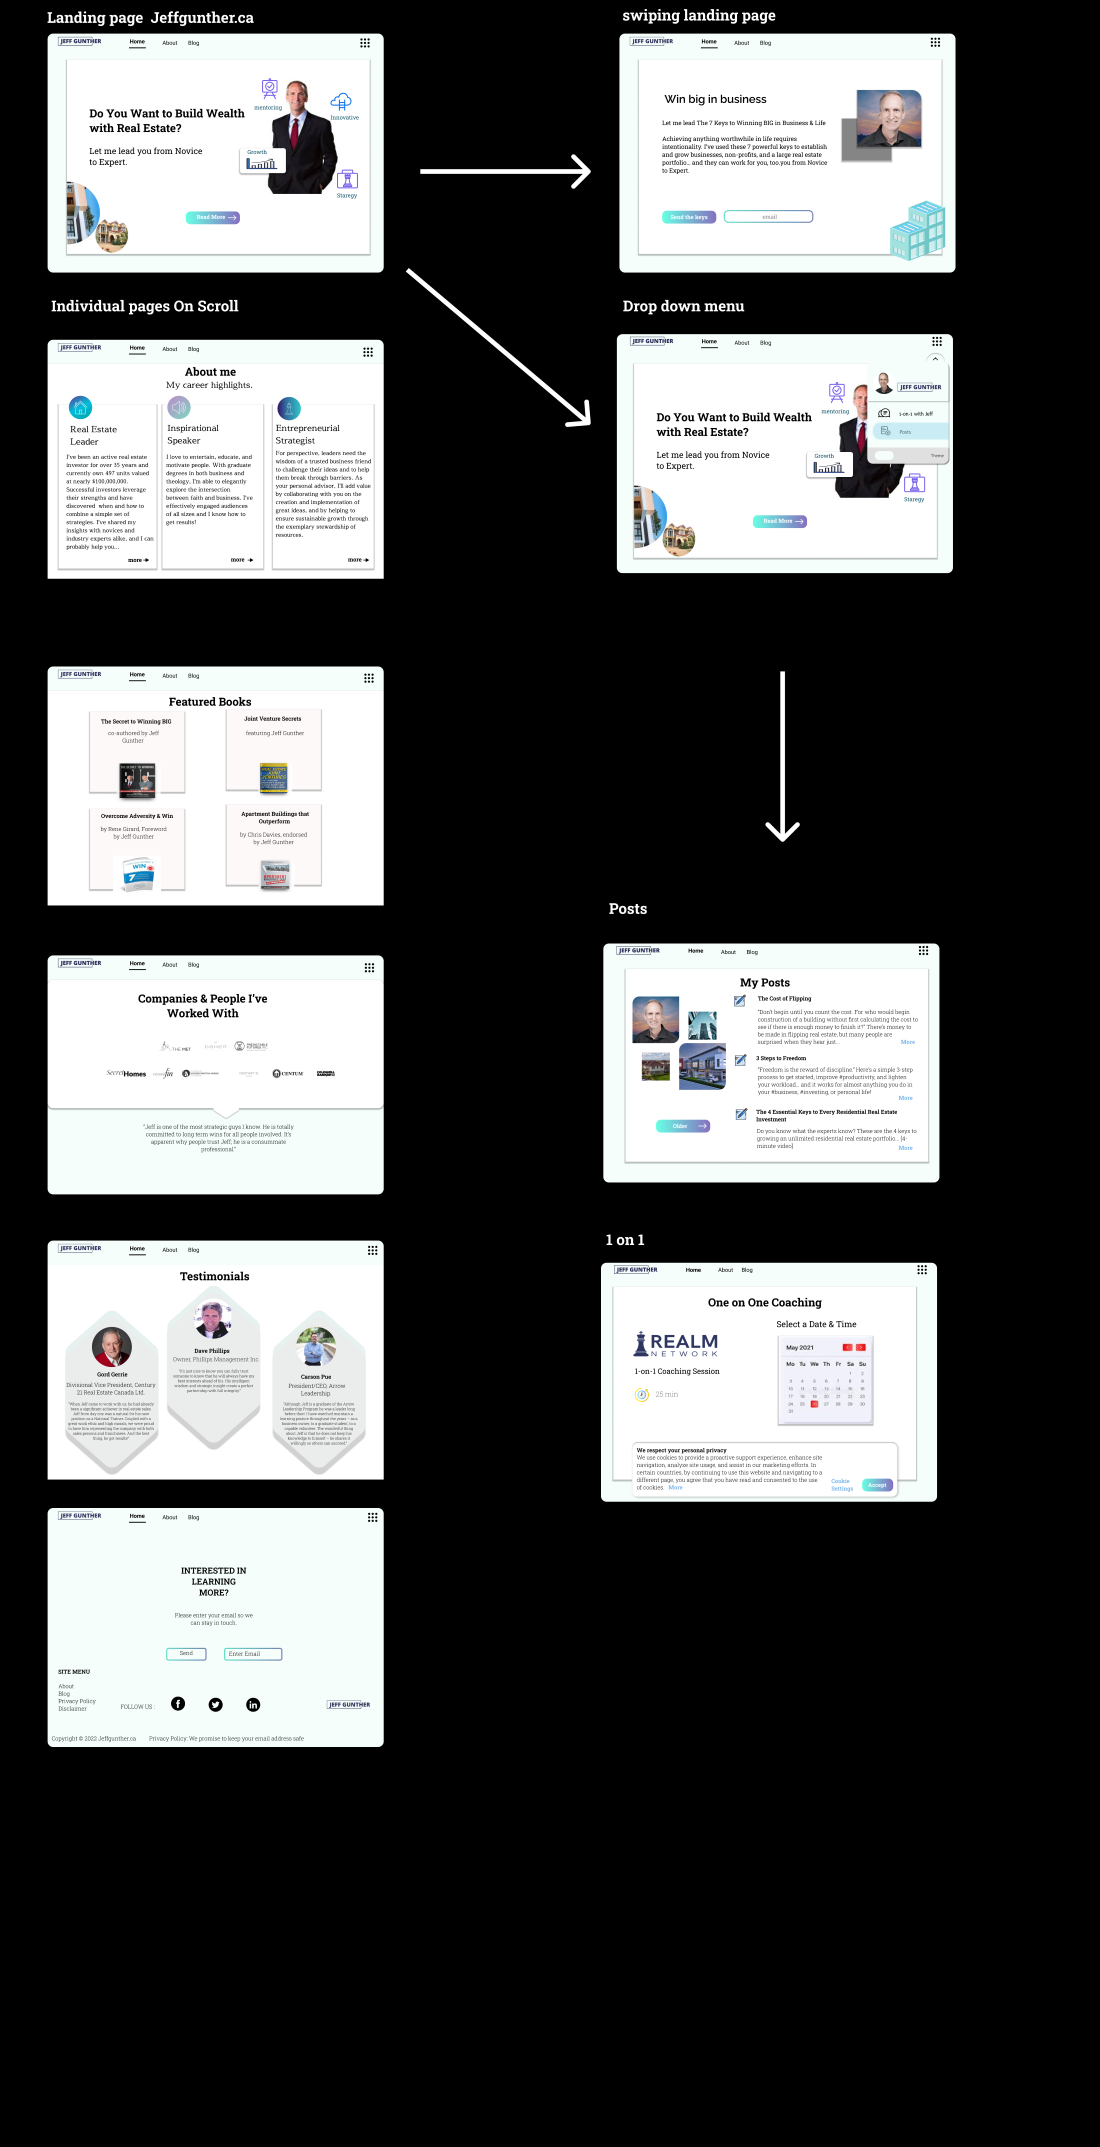 Landing page  Jeffgunther.ca
JEFF GUNTHER
Home
About
Blog
Do You Want to Build Wealth
with Real Estate?
Let me lead you from Novice
to Expert.
mentoring
Innovative
Growth
Staregy
Read More
swiping landing page
JEFF GUNTHER
Home
About
Blog
Win big in business
Let me lead The 7 Keys to Winning BIG in Business & Life
Achieving anything worthwhile in life requires
intentionality. I've used these 7 powerful keys to establish
and grow businesses, non-profits, and a large real estate
portfolio... and they can work for you, too.you from Novice
to Expert.
Send the keys
email
Individual pages On Scroll
JEFF GUNTHER
Home
About
Blog
About me
My career highlights.
Real Estate
Leader
I've been an active real estate
investor for over 35 years and
currently own 497 units valued
at nearly $100,000,000.
Successful investors leverage
their strengths and have
discovered  when and how to
combine a simple set of
strategies. I've shared my
insights with novices and
industry experts alike, and I can
probably help you...
more
Inspirational
Speaker
I love to entertain, educate, and
motivate people. With graduate
degrees in both business and
theology, I'm able to elegantly
explore the intersection
between faith and business. I've
effectively engaged audiences
of all sizes and I know how to
get results!
more
Entrepreneurial
Strategist
For perspective, leaders need the
wisdom of a trusted business friend
to challenge their ideas and to help
them break through barriers. As
your personal advisor, I'll add value
by collaborating with you on the
creation and implementation of
great ideas, and by helping to
ensure sustainable growth through
the exemplary stewardship of
resources.
more
Drop down menu
JEFF GUNTHER
Home
About
Blog
Do You Want to Build Wealth
with Real Estate?
Let me lead you from Novice
to Expert.
mentoring
Growth
Staregy
Read More
JEFF GUNTHER
1-on-1 with Jeff
Posts
Theme
JEFF GUNTHER
Home
About
Blog
Featured Books
The Secret to Winning BIG
co-authored by Jeff
Gunther
Joint Venture Secrets
featuring Jeff Gunther
Overcome Adversity & Win
by Rene Girard, Foreword
by Jeff Gunther
WIN
7
Apartment Buildings that
Outperform
by Chris Davies, endorsed
by Jeff Gunther
JEFF GUNTHER
Home
About
Blog
Companies & People I've
Worked With
THE MET
Secret Homes
CENTUM
"Jeff is one of the most strategic guys I know. He is totally
committed to long term wins for all people involved. It's
apparent why people trust Jeff; he is a consummate
professional."
Posts
JEFF GUNTHER
Home
About
Blog
My Posts
The Cost of Flipping
"Don't begin until you count the cost. For who would begin
construction of a building without first calculating the cost to
see if there is enough money to finish it?" There's money to
be made in flipping real estate, but many people are
surprised when they hear just...
More
3 Steps to Freedom
"Freedom is the reward of discipline." Here's a simple 3-step
process to get started, improve #productivity, and lighten
your workload... and it works for almost anything you do in
your #business, #investing, or personal life!
More
The 4 Essential Keys to Every Residential Real Estate
Investment
Do you know what the experts know? These are the 4 keys to
growing an unlimited residential real estate portfolio... [4-
minute video]
More
Older
JEFF GUNTHER
Home
About
Blog
Testimonials
Gord Gerrie
Divisional Vice President, Century
21 Real Estate Canada Ltd.
Dave Phillips
Owner, Phillips Management Inc
Carson Pue
President/CEO, Arrow
Leadership
1 on 1
JEFF GUNTHER
Home
About
Blog
One on One Coaching
REALM
NETWORK
1-on-1 Coaching Session
25 min
Select a Date & Time
May 2021
Mo Tu We Th Fr Sa Su
1 2
3 4 5 6 7 8 9
10 11 12 13 14 15 16
17 18 19 20 21 22 23
24 25 26 27 28 29 30
31
We respect your personal privacy
We use cookies to provide a proactive support experience, enhance site
navigation, analyze site usage, and assist in our marketing efforts. In
certain countries, by continuing to use this website and navigating to a
different page, you agree that you have read and consented to the use
of cookies.  More
Cookie
Settings
Accept
JEFF GUNTHER
Home
About
Blog
INTERESTED IN
LEARNING
MORE?
Please enter your email so we
can stay in touch.
Send
Enter Email
SITE MENU
About
Blog
Privacy Policy
Disclaimer
FOLLOW US :
JEFF GUNTHER
Copyright © 2022 Jeffgunther.ca
Privacy Policy: We promise to keep your email address safe